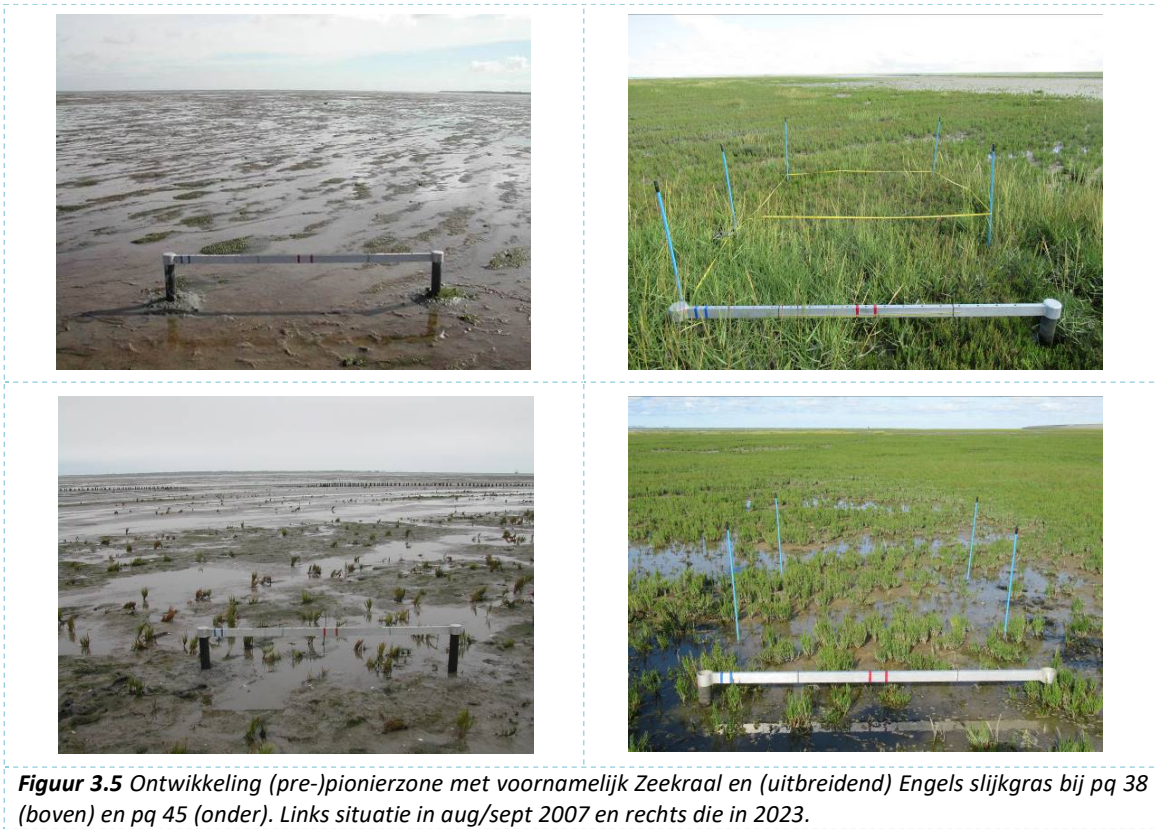 Figuur 3.5 Ontwikkeling (pre-)pionierzone met voornamelijk Zeekraal en (uitbreidend) Engels slijkgras bij pq 38
(boven) en pq 45 (onder). Links situatie in aug/sept 2007 en rechts die in 2023.